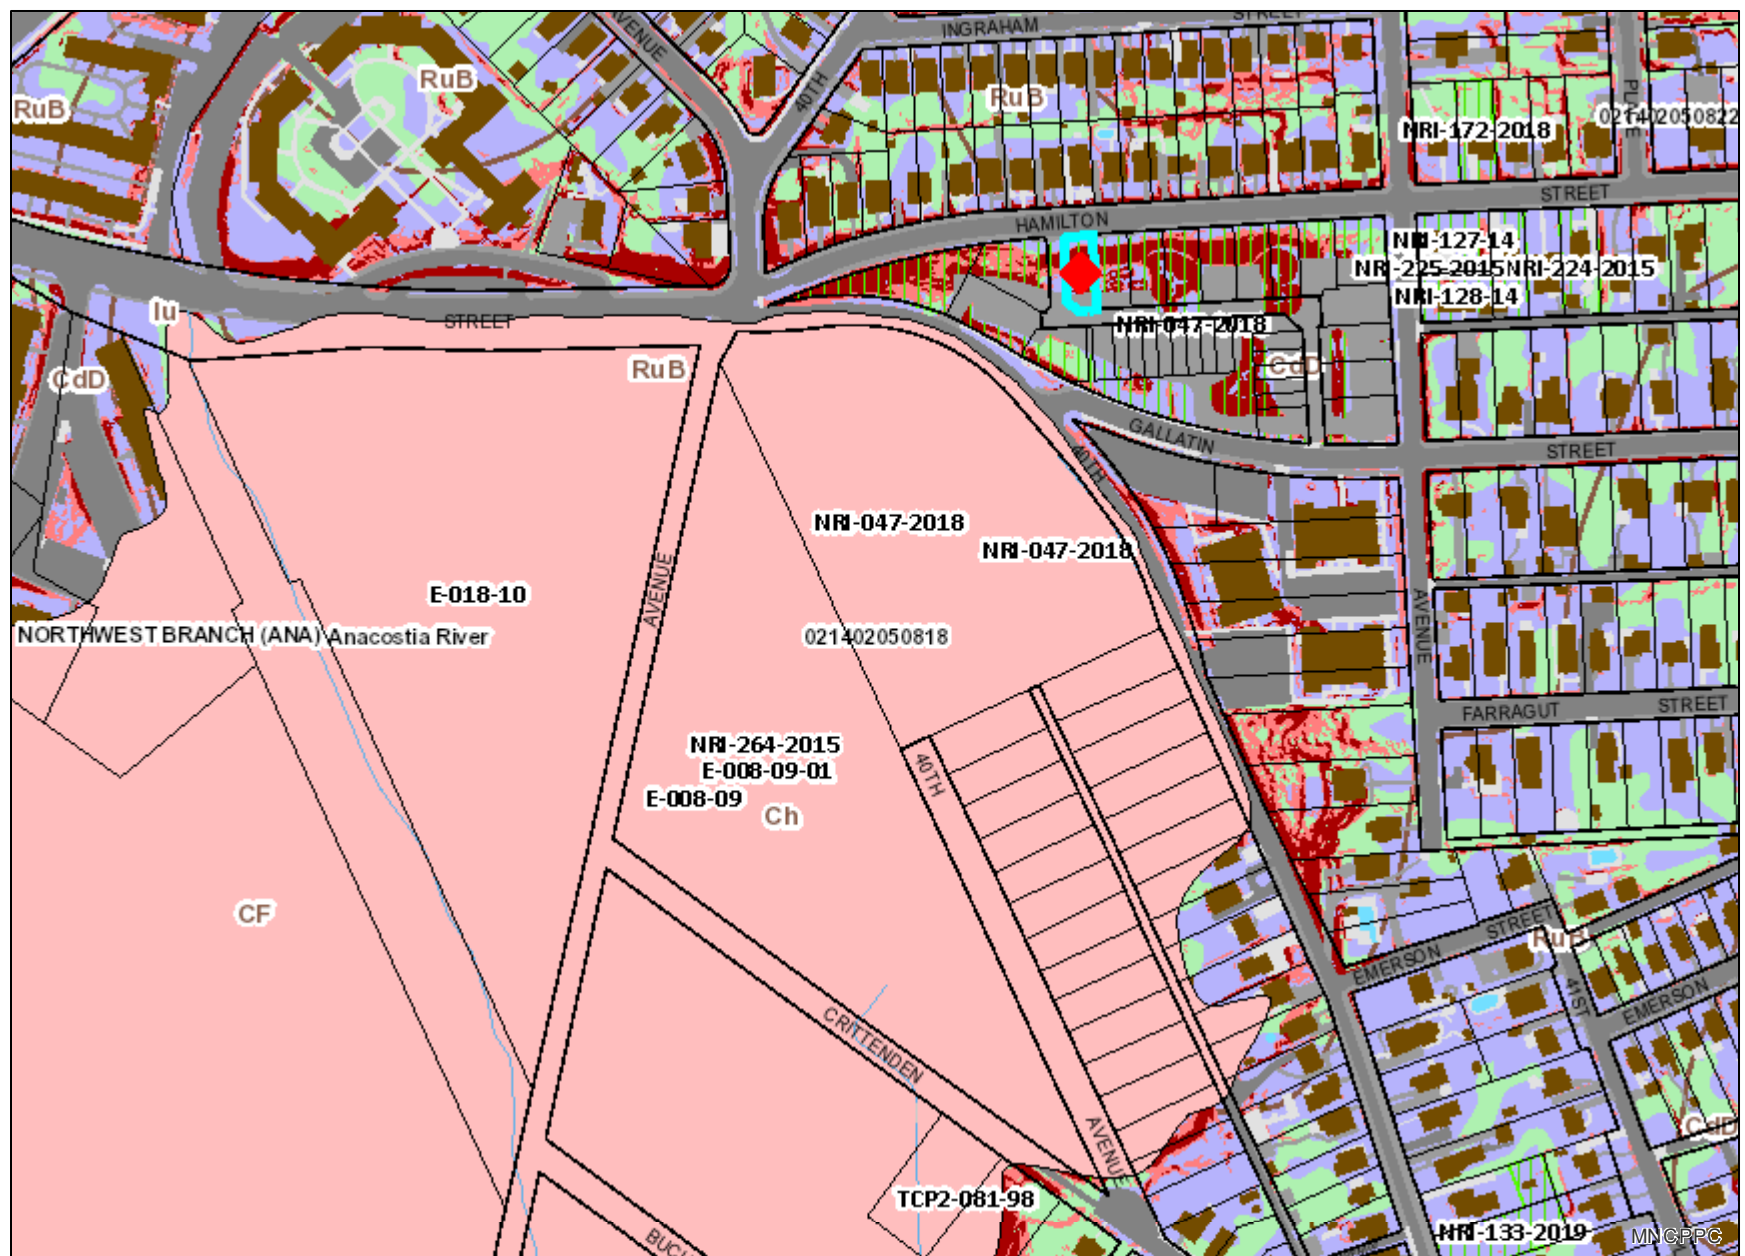 AVENUE
INGRAHAM
STREET
RuB
RuB
RuB
40TH
PLACE
NRI-172-2018
021402050822
STREET
HAMILTON
NRI-127-14
NRI-225-2015
NRI-224-2015
NRI-128-14
Iu
STREET
NRI-047-2018
CdD
RuB
CdD
GALLATIN
STREET
40TH
NRI-047-2018
NRI-047-2018
AVENUE
E-018-10
AVENUE
NORTHWEST BRANCH (ANA) Anacostia River
021402050818
FARRAGUT
STREET
NRI-264-2015
E-008-09-01
E-008-09
40TH
Ch
CF
STREET
RuB
EMERSON
41ST
EMERSON
CRITTENDEN
CdD
AVENUE
TCP2-081-98
NRI-133-2019
MNCPPC